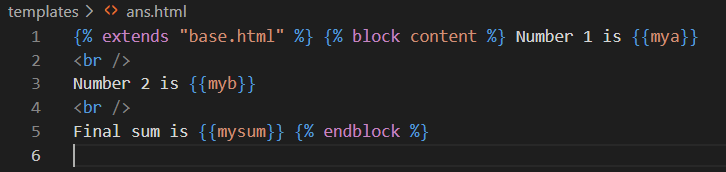 templates > <> ans.html
1 {% extends "base.html" %} {% block content %} Number 1 is {{mya}}
2 <br />
3 Number 2 is {{myb}}
4 <br />
5 Final sum is {{mysum}} {% endblock %}
6